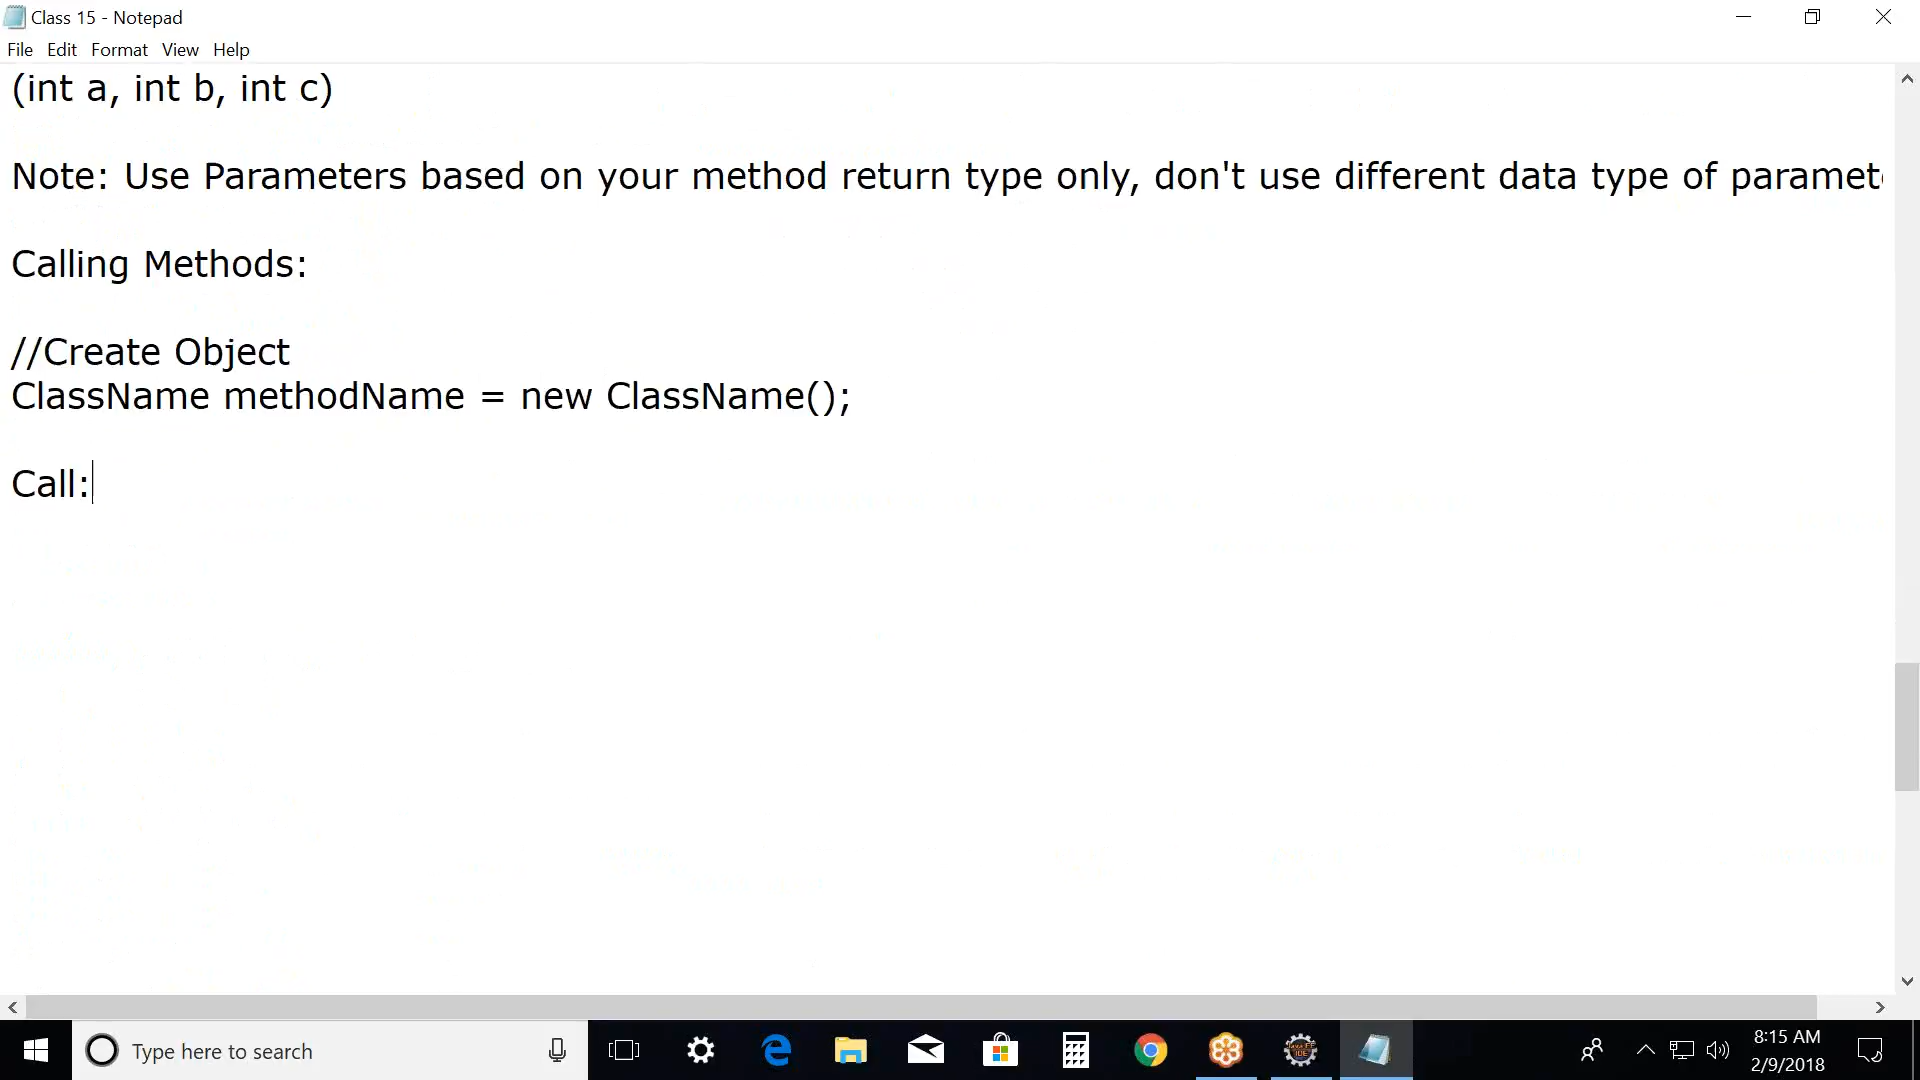 Class 15 - Notepad
File Edit Format View Help
(int a, int b, int c)
Note: Use Parameters based on your method return type only, don't use different data type of paramet
Calling Methods:
//Create Object
ClassName methodName = new ClassName();
Call:
Type here to search
8:15 AM
2/9/2018